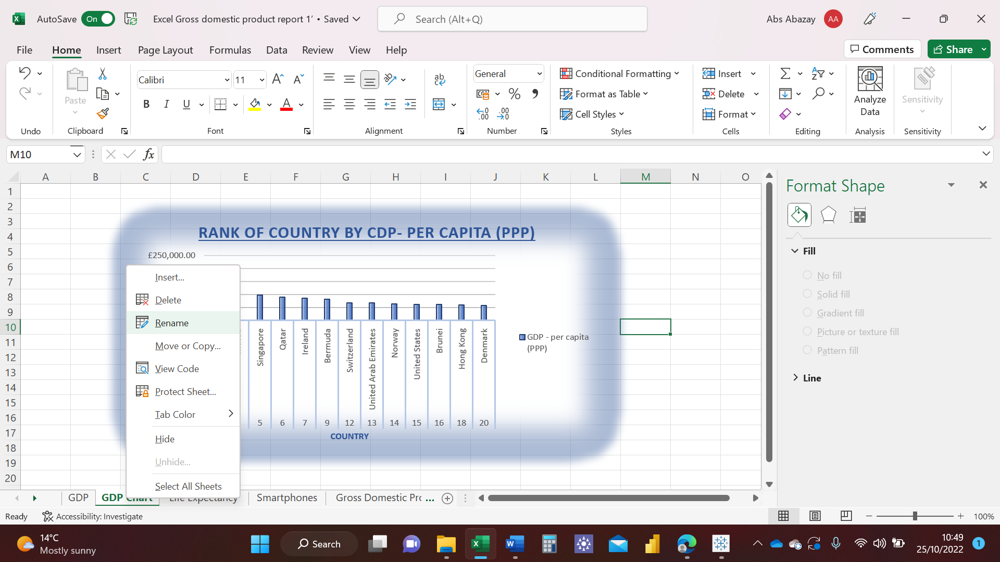 AutoSave On Excel Gross domestic product report 1’ • Saved Search (Alt+Q) Abs Abazay AA
File Home Insert Page Layout Formulas Data Review View Help Comments Share
Calibri 11 General Conditional Formatting Insert
Paste B I U % Format as Table Delete Analyze Data Sensitivity
Cell Styles Format
Undo Clipboard Font Alignment Number Styles Cells Editing Analysis Sensitivity
M10 fx
A B C D E F G H I J K L M N O
1
2
3
4
5
6
7
8
9
10
11
12
13
14
15
16
17
18
19
20
RANK OF COUNTRY BY CDP- PER CAPITA (PPP)
£250,000.00
Singapore
Qatar
Ireland
Bermuda
Switzerland
United Arab Emirates
Norway
United States
Brunei
Hong Kong
Denmark
5 6 7 9 12 13 14 15 16 18 20
COUNTRY
GDP - per capita
(PPP)
Insert...
Delete
Rename
Move or Copy...
View Code
Protect Sheet...
Tab Color
Hide
Unhide...
Select All Sheets
Format Shape
Fill
No fill
Solid fill
Gradient fill
Picture or texture fill
Pattern fill
Line
GDP GDP Chart Life Expectancy Smartphones Gross Domestic Prc ...
Ready Accessibility: Investigate 100%
14°C
Mostly sunny
Search
10:49
25/10/2022
1